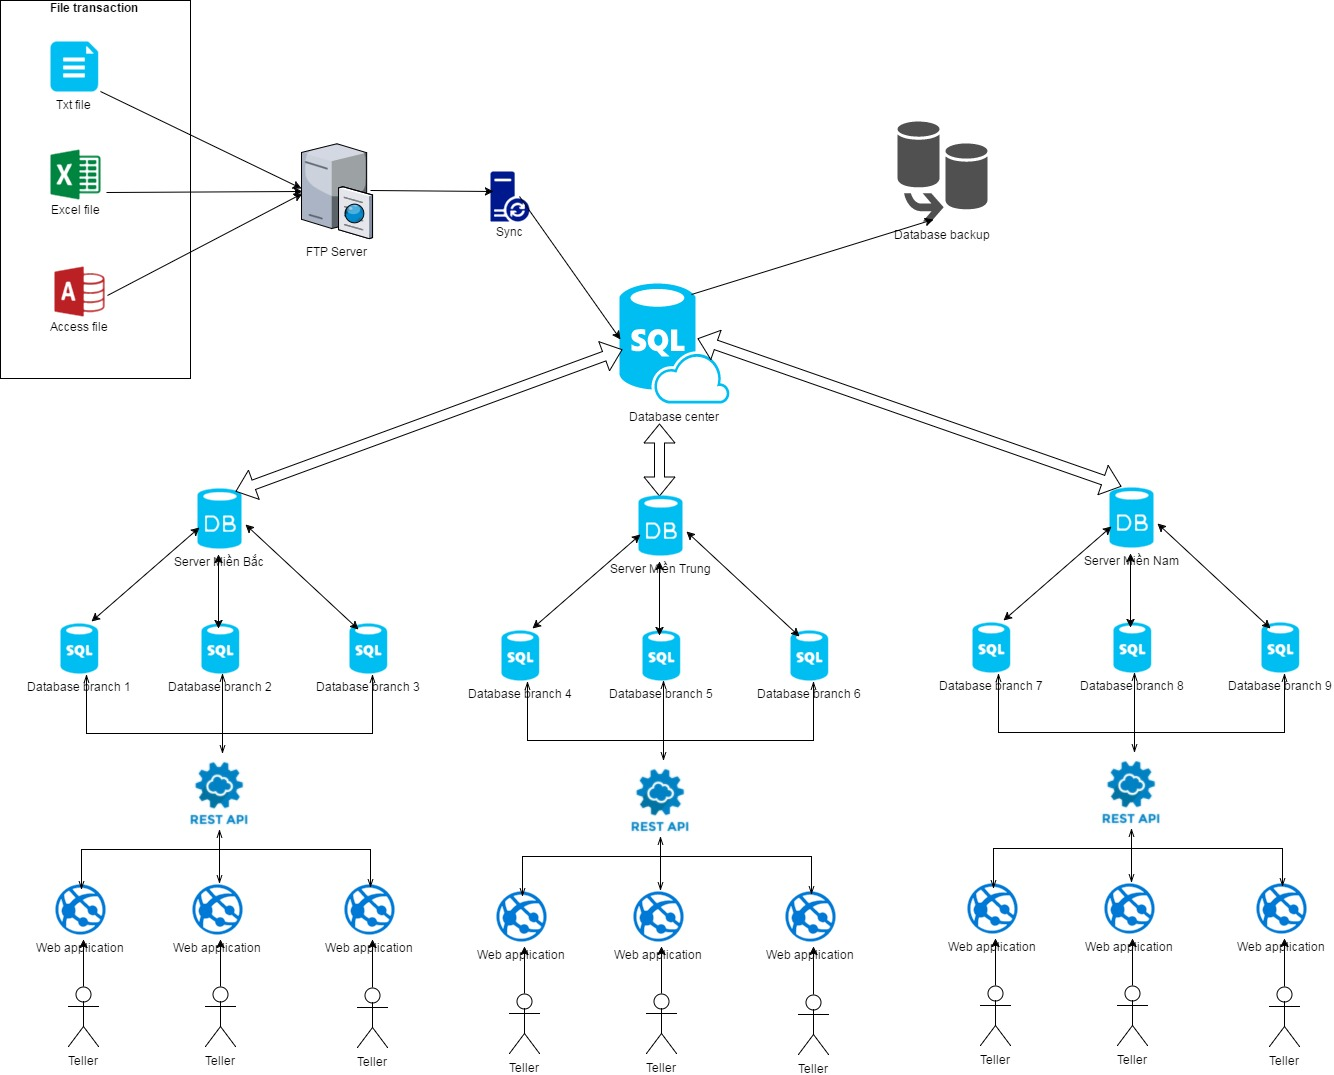 File transaction
Txt file
X
Excel file
A
Access file
FTP Server
Sync
Database backup
SQL
Database center
DB
Server Miền Bắc
DB
Server Miền Trung
DB
Server Miền Nam
SQL
Database branch 1
SQL
Database branch 2
SQL
Database branch 3
SQL
Database branch 4
SQL
Database branch 5
SQL
Database branch 6
SQL
Database branch 7
SQL
Database branch 8
SQL
Database branch 9
REST API
REST API
REST API
Web application
Web application
Web application
Web application
Web application
Web application
Web application
Web application
Web application
Teller
Teller
Teller
Teller
Teller
Teller
Teller
Teller
Teller